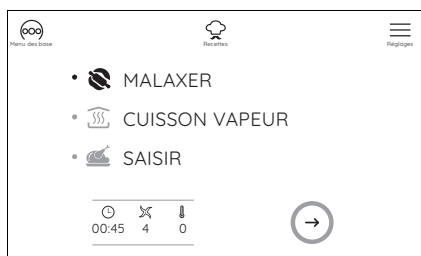 Menu des base
Recettes
Réglages
MALAXER
CUISSON VAPEUR
SAISIR
00:45 4 0